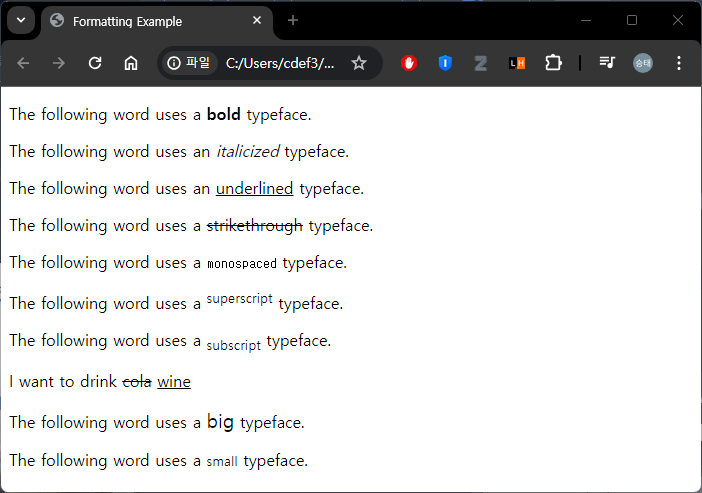 Formatting Example
파일 C:/Users/cdef3/...
승태
The following word uses a bold typeface.
The following word uses an italicized typeface.
The following word uses an underlined typeface.
The following word uses a strikethrough typeface.
The following word uses a monospaced typeface.
The following word uses a superscript typeface.
The following word uses a subscript typeface.
I want to drink cola wine
The following word uses a big typeface.
The following word uses a small typeface.